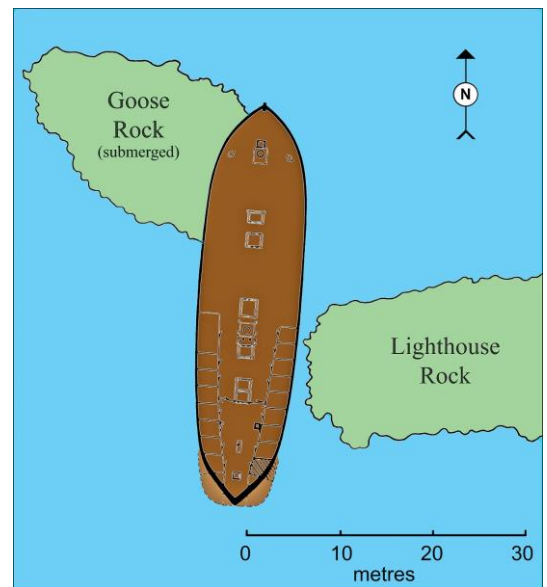 Goose
Rock
(submerged)
N
Lighthouse
Rock
0 10 20 30
metres